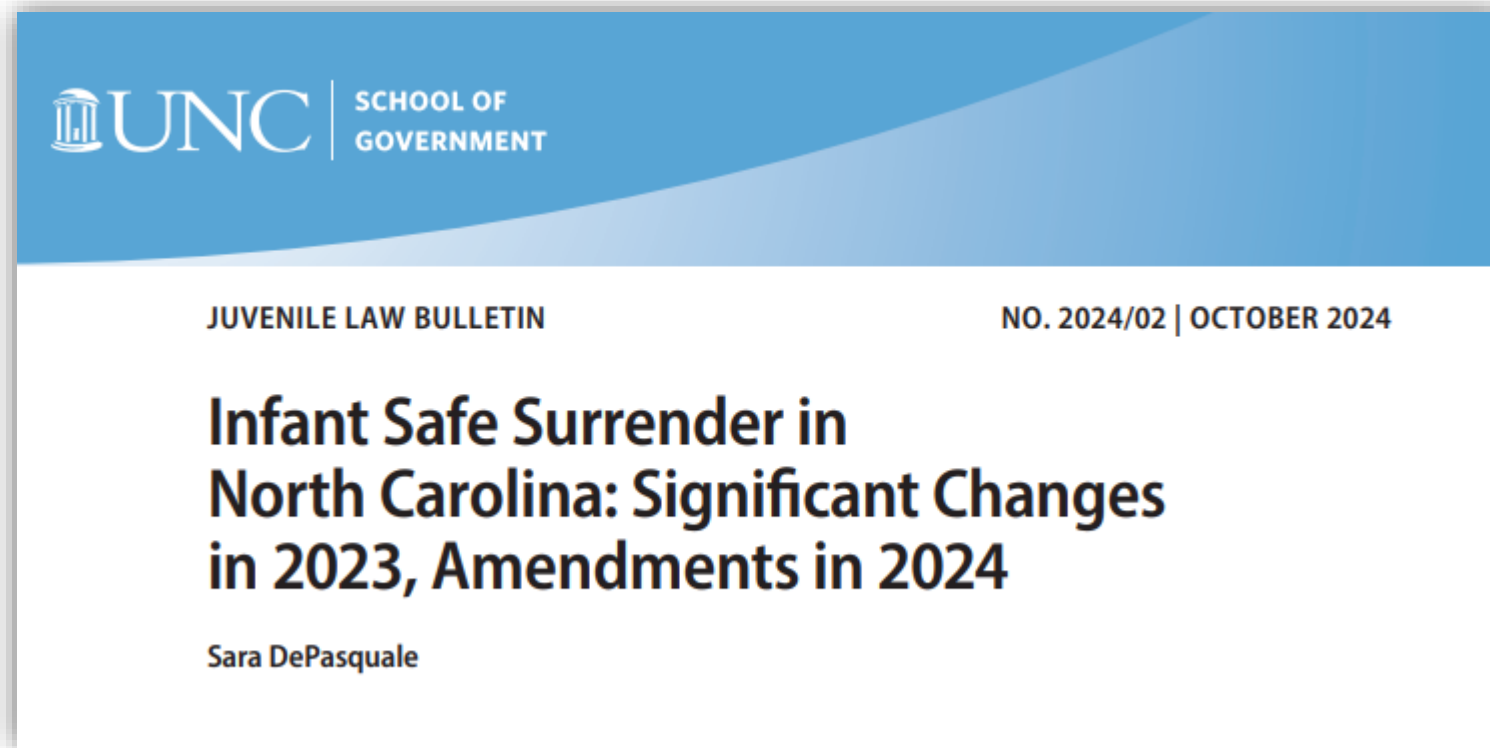 UNC SCHOOL OF
GOVERNMENT
JUVENILE LAW BULLETIN NO. 2024/02 | OCTOBER 2024
Infant Safe Surrender in
North Carolina: Significant Changes
in 2023, Amendments in 2024
Sara DePasquale